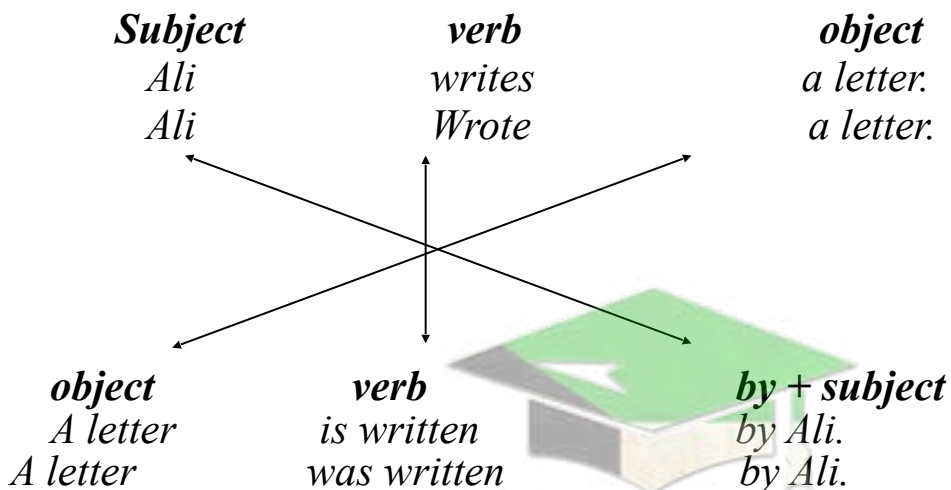 Subject verb object
Ali writes a letter.
Ali Wrote a letter.
object verb by + subject
A letter is written by Ali.
A letter was written by Ali.